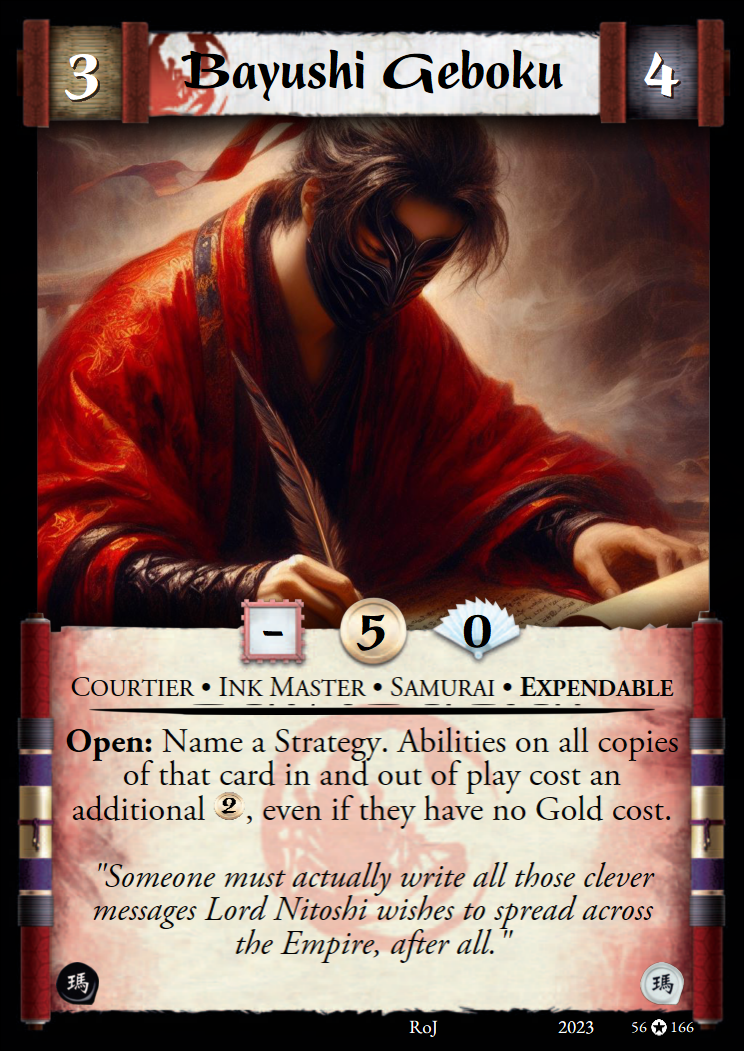 3 Bayushi Geboku 4
- 5 0
Courtier • Ink Master • Samurai • Expendable
Open: Name a Strategy. Abilities on all copies
of that card in and out of play cost an
additional 2, even if they have no Gold cost.
"Someone must actually write all those clever
messages Lord Nitoshi wishes to spread across
the Empire, after all."
瑪 瑪
RoJ 2023 56 ✪ 166